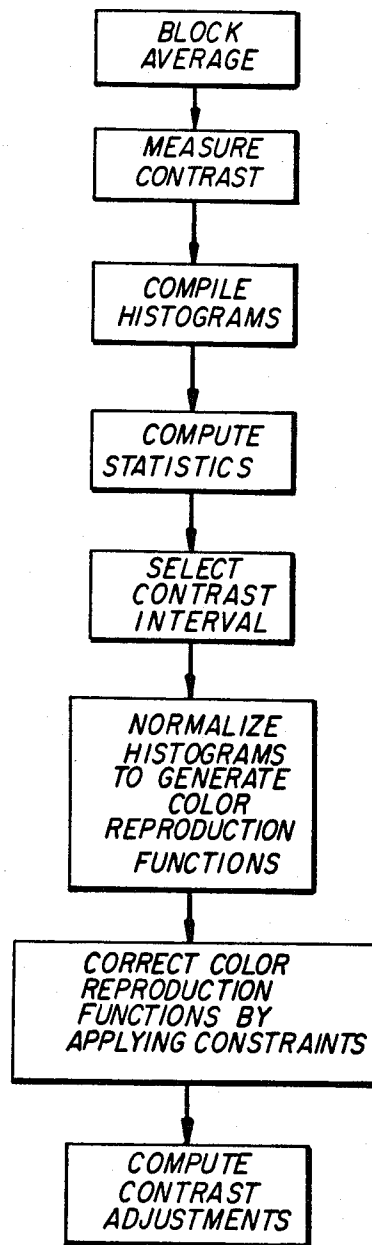 BLOCK
AVERAGE
MEASURE
CONTRAST
COMPILE
HISTOGRAMS
COMPUTE
STATISTICS
SELECT
CONTRAST
INTERVAL
NORMALIZE
HISTOGRAMS
TO GENERATE
COLOR
REPRODUCTION
FUNCTIONS
CORRECT COLOR
REPRODUCTION
FUNCTIONS BY
APPLYING CONSTRAINTS
COMPUTE
CONTRAST
ADJUSTMENTS